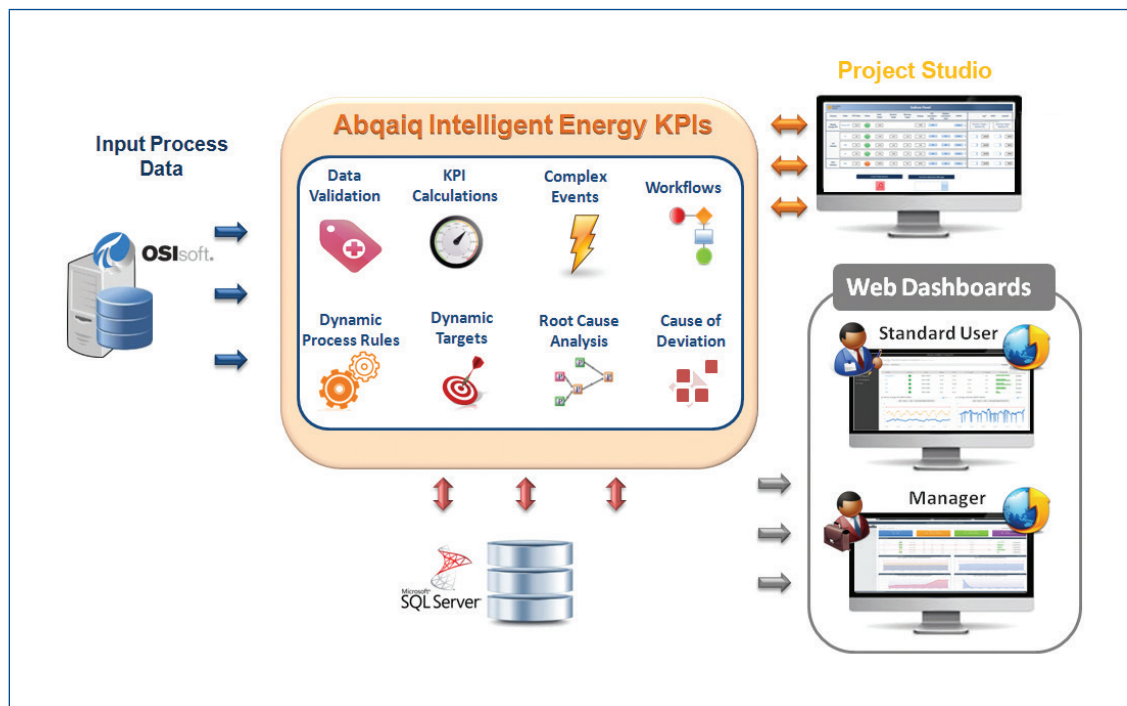 Project Studio
Abqaiq Intelligent Energy KPIs
Input Process
Data
Data
Validation
KPI
Calculations
Complex
Events
Workflows
OSIsoft.
Dynamic
Process Rules
Dynamic
Targets
Root Cause
Analysis
Cause of
Deviation
Web Dashboards
Standard User
Manager
Microsoft
SQL Server